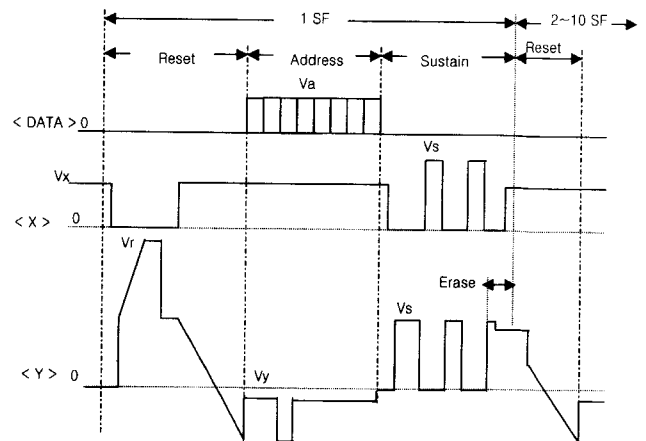 1 SF 2~10 SF
Reset Address Sustain Reset
Va
< DATA > 0
Vx Vs
< X > 0
Vr
Erase
Vs
< Y > 0 Vy